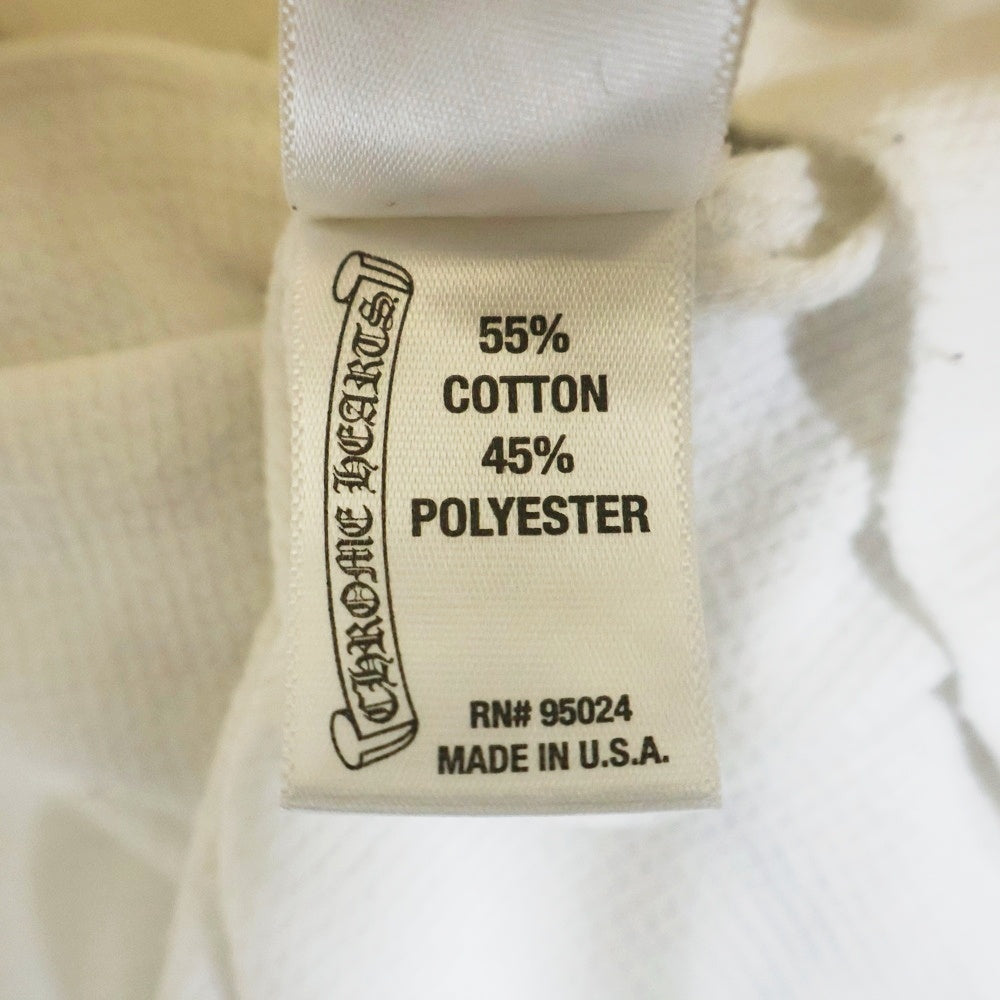 CHROME HEARTS
55%
COTTON
45%
POLYESTER
RN# 95024
MADE IN U.S.A.